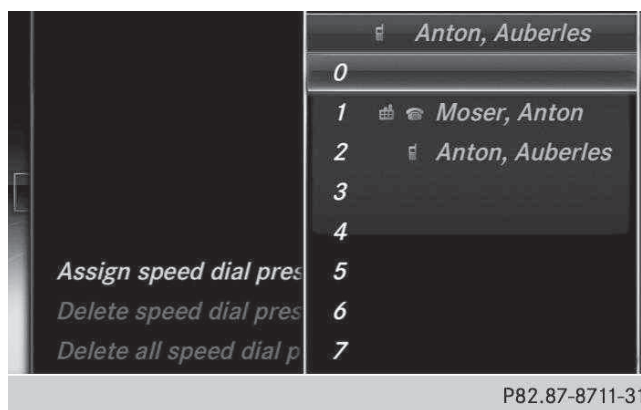 Anton, Auberles
0
1 Moser, Anton
2 Anton, Auberles
3
4
Assign speed dial pres 5
Delete speed dial pres 6
Delete all speed dial p 7
P82.87-8711-31